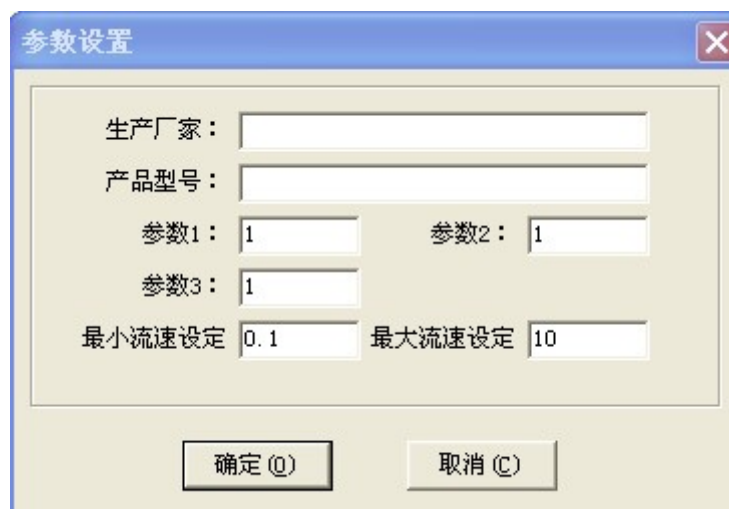 参数设置
生产厂家：
产品型号：
参数1： 1 参数2： 1
参数3： 1
最小流速设定 0.1 最大流速设定 10
确定(O) 取消(C)